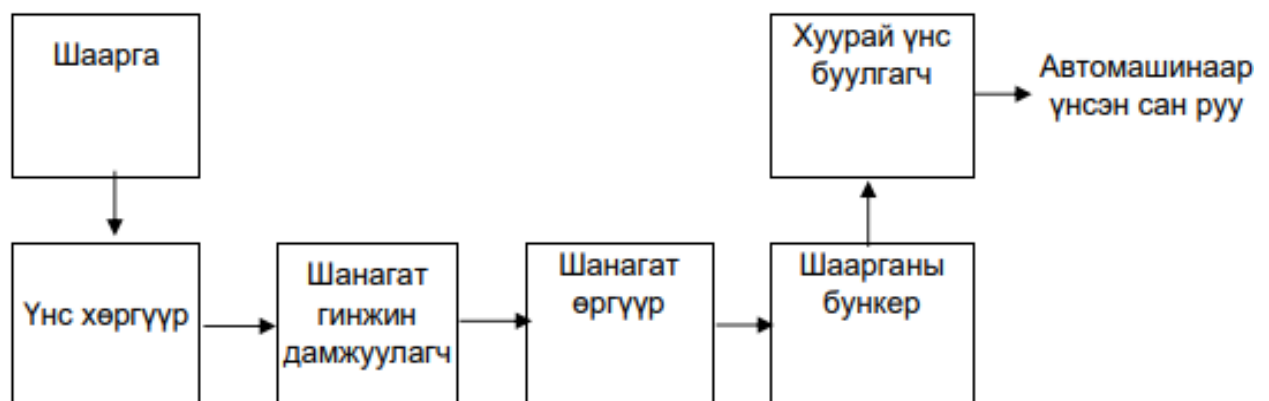 Шаарга
Үнс хөргүүр
Шанагат
гинжин
дамжуулагч
Шанагат
өргүүр
Шаарганы
бункер
Хуурай үнс
буулгагч
Автомашинаар
үнсэн сан руу